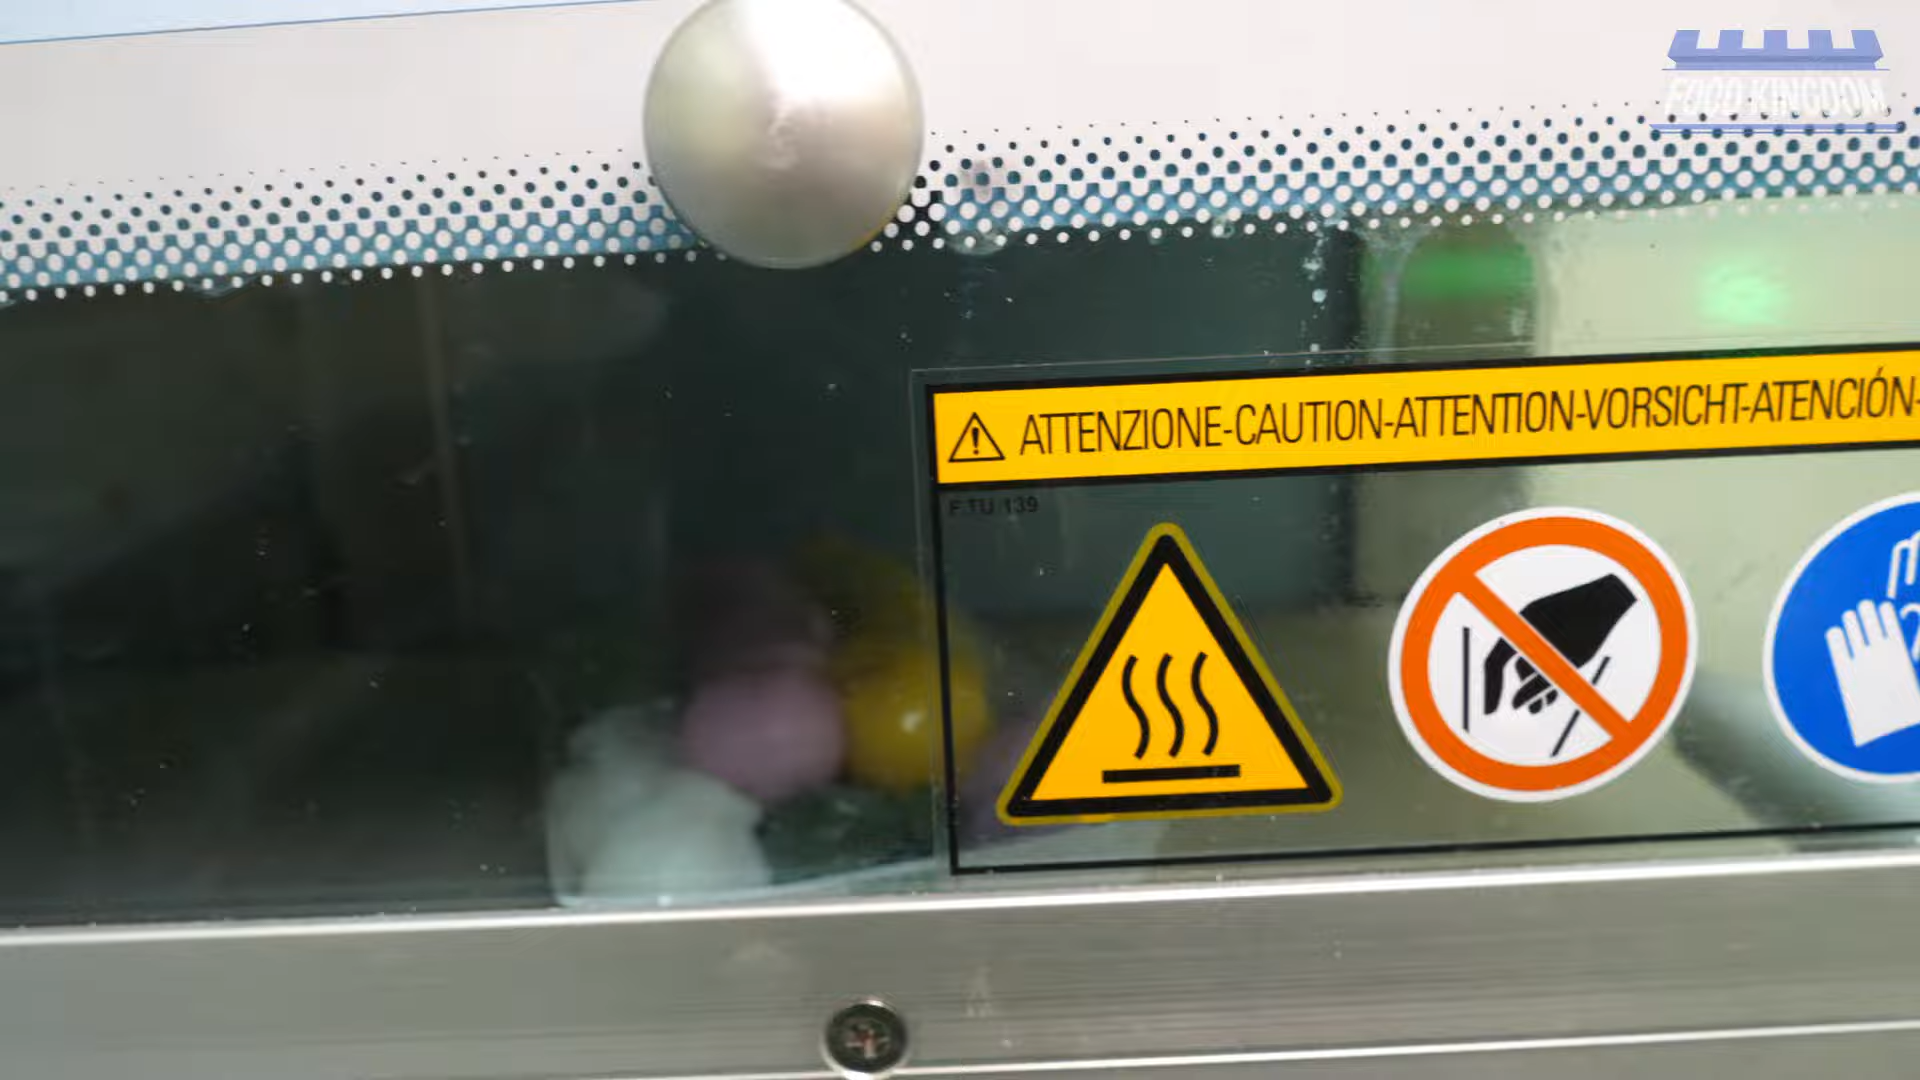 FOOD KINGDOM
ATTENZIONE-CAUTION-ATTENTION-VORSICHT-ATENCIÓN-
F.TU 139